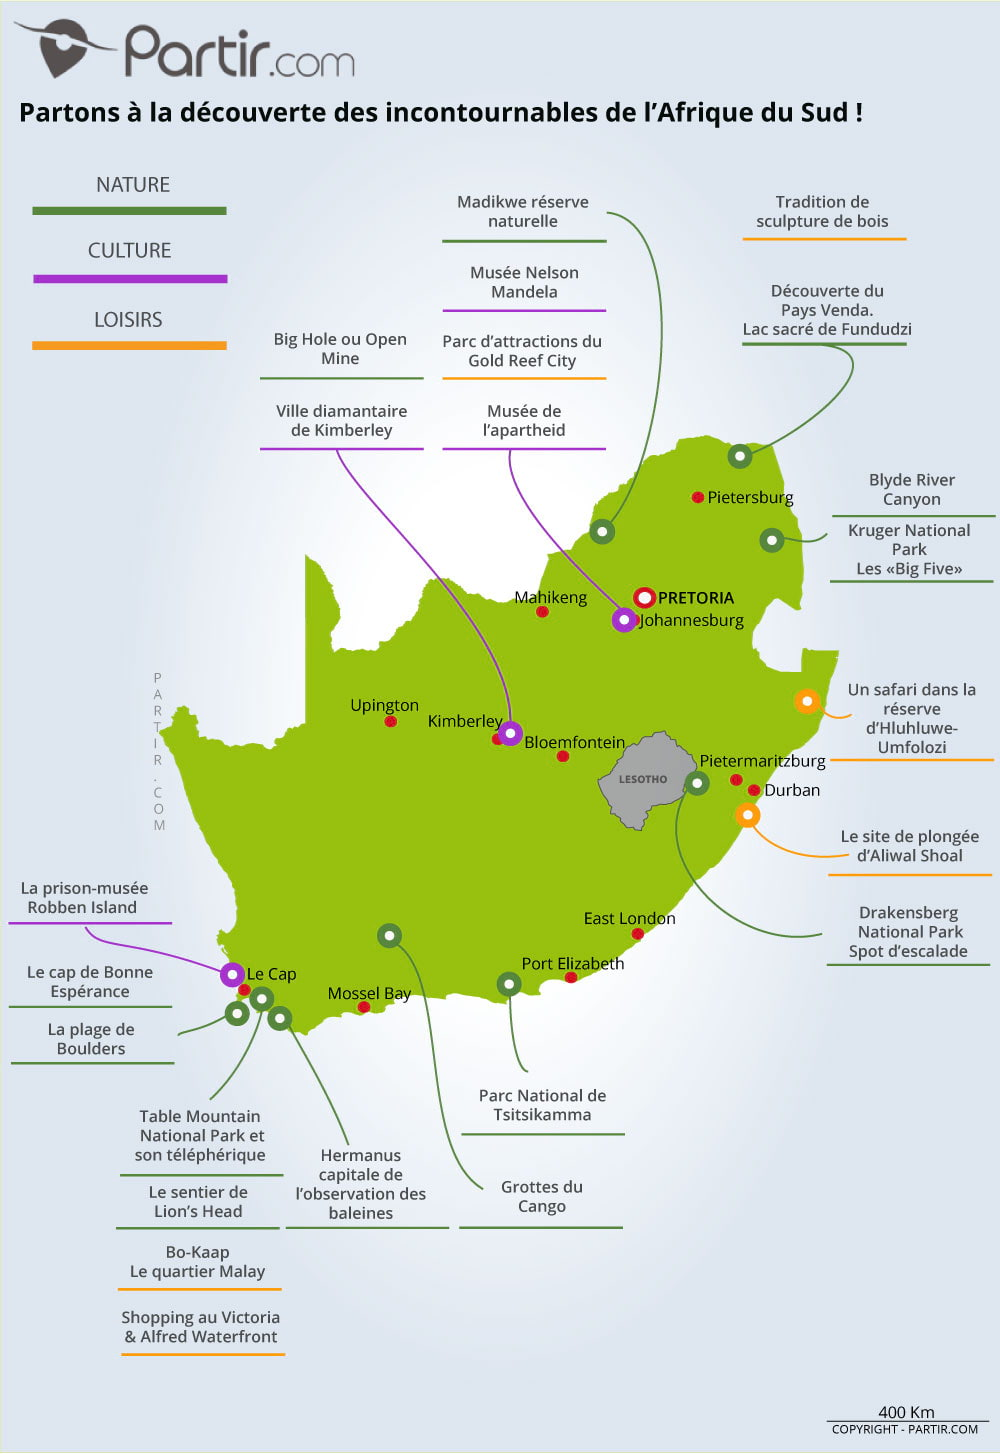 Partir.com
Partons à la découverte des incontournables de l'Afrique du Sud !
NATURE
CULTURE
LOISIRS
Madikwe réserve
naturelle
Musée Nelson
Mandela
Parc d'attractions du
Gold Reef City
Musée de
l'apartheid
Big Hole ou Open
Mine
Ville diamantaire
de Kimberley
Tradition de
sculpture de bois
Découverte du
Pays Venda.
Lac sacré de Fundudzi
Blyde River
Canyon
Kruger National
Park
Les «Big Five»
Pietersburg
PRETORIA
Johannesburg
Mahikeng
Upington
Kimberley
Bloemfontein
LESOTHO
Pietermaritzburg
Durban
East London
Port Elizabeth
Mossel Bay
Le Cap
PARTIR.COM
Un safari dans la
réserve
d'Hluhluwe-
Umfolozi
Le site de plongée
d'Aliwal Shoal
Drakensberg
National Park
Spot d'escalade
La prison-musée
Robben Island
Le cap de Bonne
Espérance
La plage de
Boulders
Table Mountain
National Park et
son téléphérique
Le sentier de
Lion's Head
Bo-Kaap
Le quartier Malay
Shopping au Victoria
& Alfred Waterfront
Hermanus
capitale de
l'observation des
baleines
Parc National de
Tsitsikamma
Grottes du
Cango
400 Km
COPYRIGHT - PARTIR.COM